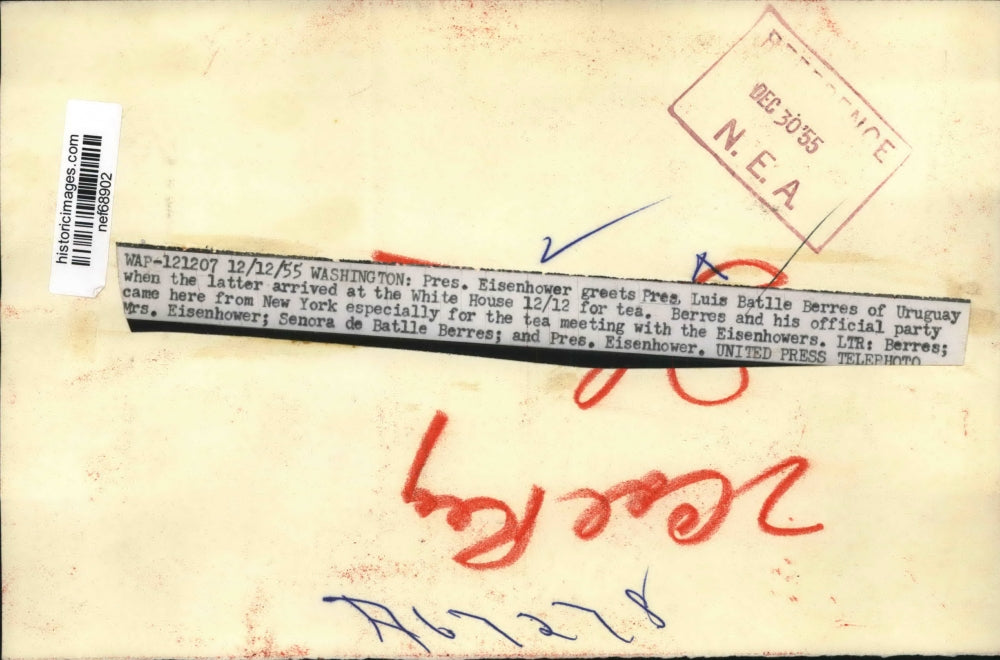 REFERENCE
DEC 30'55
N. E. A.
historicimages.com
nef68902
WAP-121207 12/12/55 WASHINGTON: Pres. Eisenhower greets Pres. Luis Batlle Berres of Uruguay
when the latter arrived at the White House 12/12 for tea. Berres and his official party
came here from New York especially for the tea meeting with the Eisenhowers. LTR: Berres;
Mrs. Eisenhower; Senora de Batlle Berres; and Pres. Eisenhower. UNITED PRESS TELEPHOTO
A67278